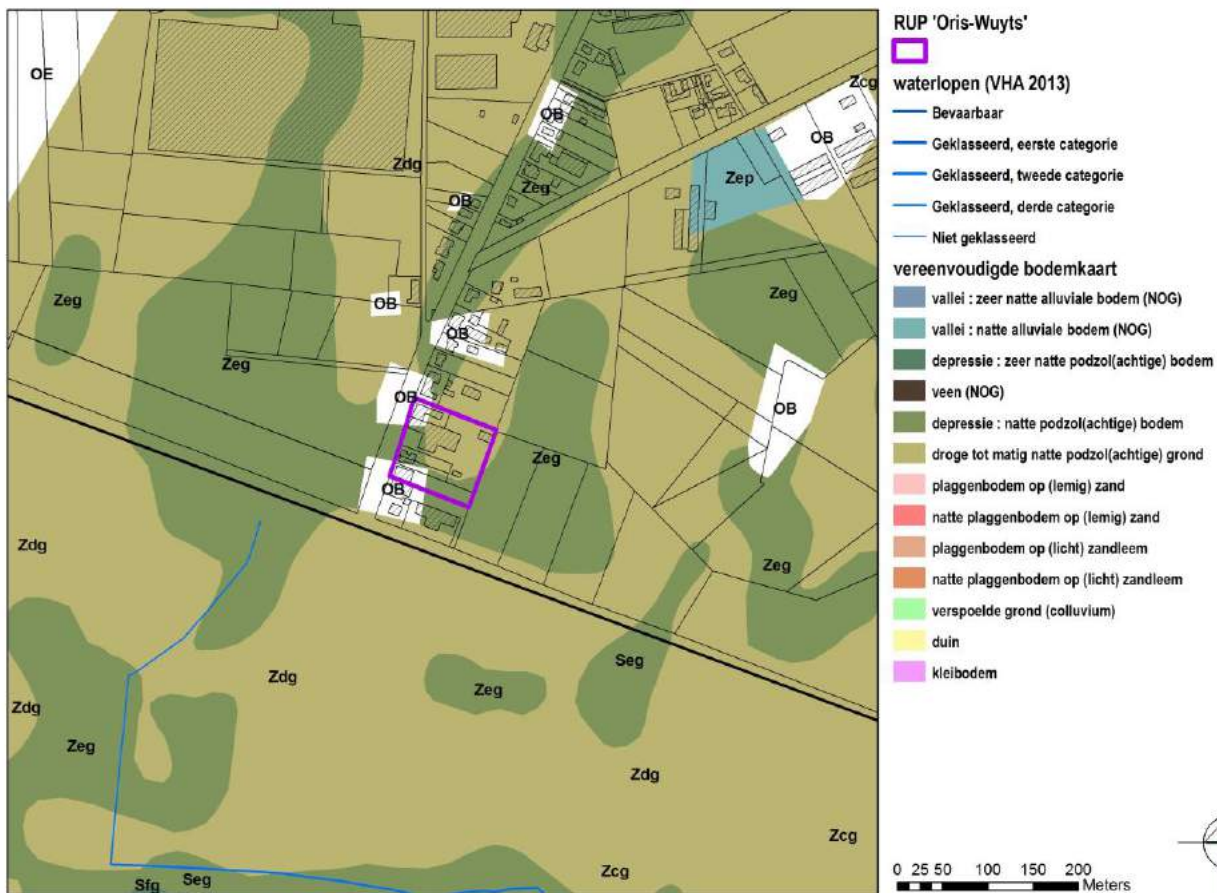 OE
OB
Zcg
OB
Zdg
Zep
Zeg
OB
Zeg
OB
Zeg
OB
Zeg
OB
OB
Zeg
OB
Zeg
Zdg
Seg
Zdg
Zeg
Zdg
Zeg
Zdg
Zcg
Zcg
Seg
Sfg
RUP 'Oris-Wuyts'
waterlopen (VHA 2013)
Bevaarbaar
Geklasseerd, eerste categorie
Geklasseerd, tweede categorie
Geklasseerd, derde categorie
Niet geklasseerd
vereenvoudigde bodemkaart
vallei : zeer natte alluviale bodem (NOG)
vallei : natte alluviale bodem (NOG)
depressie : zeer natte podzol(achtige) bodem
veen (NOG)
depressie : natte podzol(achtige) bodem
droge tot matig natte podzol(achtige) grond
plaggenbodem op (lemig) zand
natte plaggenbodem op (lemig) zand
plaggenbodem op (licht) zandleem
natte plaggenbodem op (licht) zandleem
verspoelde grond (colluvium)
duin
kleibodem
0 25 50 100 150 200
Meters